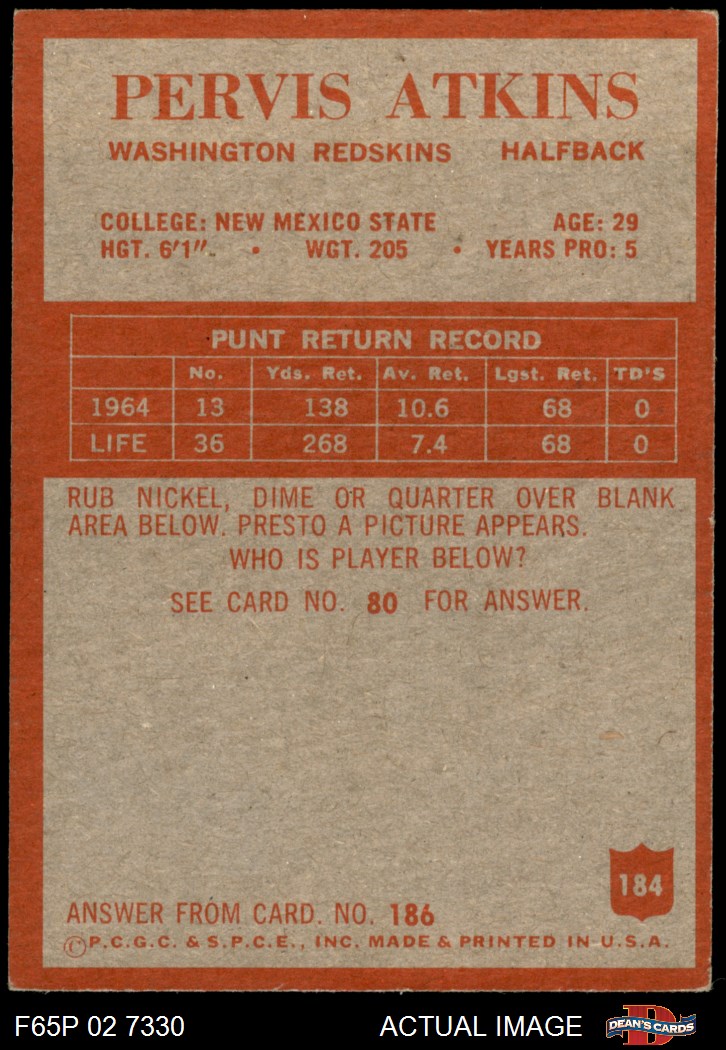 PERVIS ATKINS
WASHINGTON REDSKINS HALFBACK
COLLEGE: NEW MEXICO STATE AGE: 29
HGT. 6'1". • WGT. 205 • YEARS PRO: 5
PUNT RETURN RECORD
No. Yds. Ret. Av. Ret. Lgst. Ret. TD'S
1964 13 138 10.6 68 0
LIFE 36 268 7.4 68 0
RUB NICKEL, DIME OR QUARTER OVER BLANK
AREA BELOW. PRESTO A PICTURE APPEARS.
WHO IS PLAYER BELOW?
SEE CARD NO. 80 FOR ANSWER.
184
ANSWER FROM CARD. NO. 186
©P.C.G.C. & S.P.C.E., INC. MADE & PRINTED IN U.S.A.
F65P 02 7330 ACTUAL IMAGE D DEAN'S CARDS